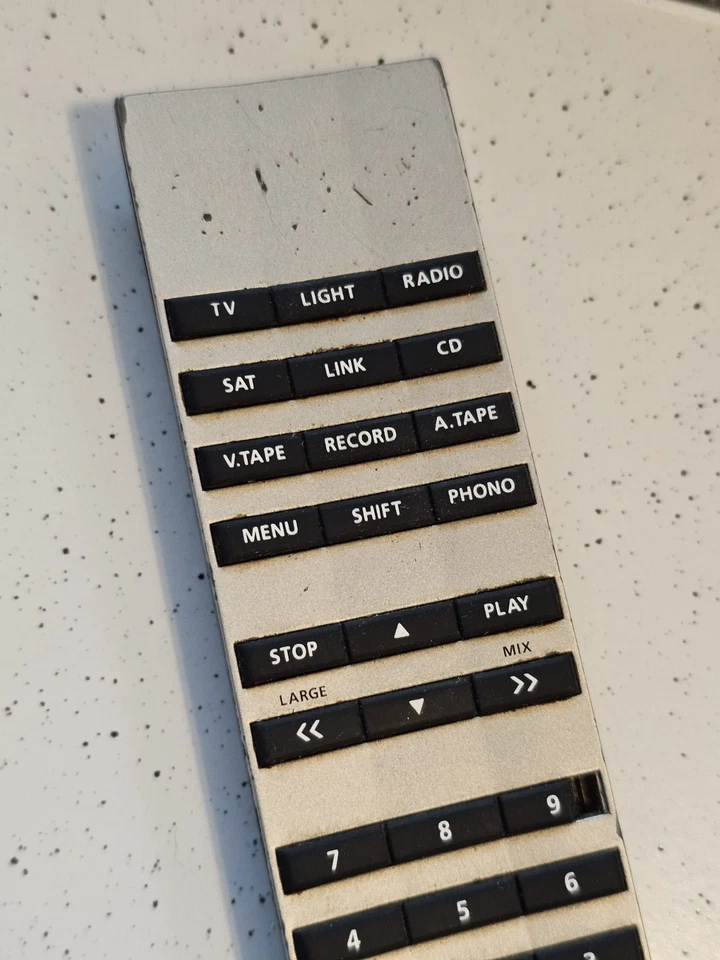 TV LIGHT RADIO
SAT LINK CD
V.TAPE RECORD A.TAPE
MENU SHIFT PHONO
STOP ▲ PLAY
LARGE MIX
<< ▼ >>
7 8 9
4 5 6
3